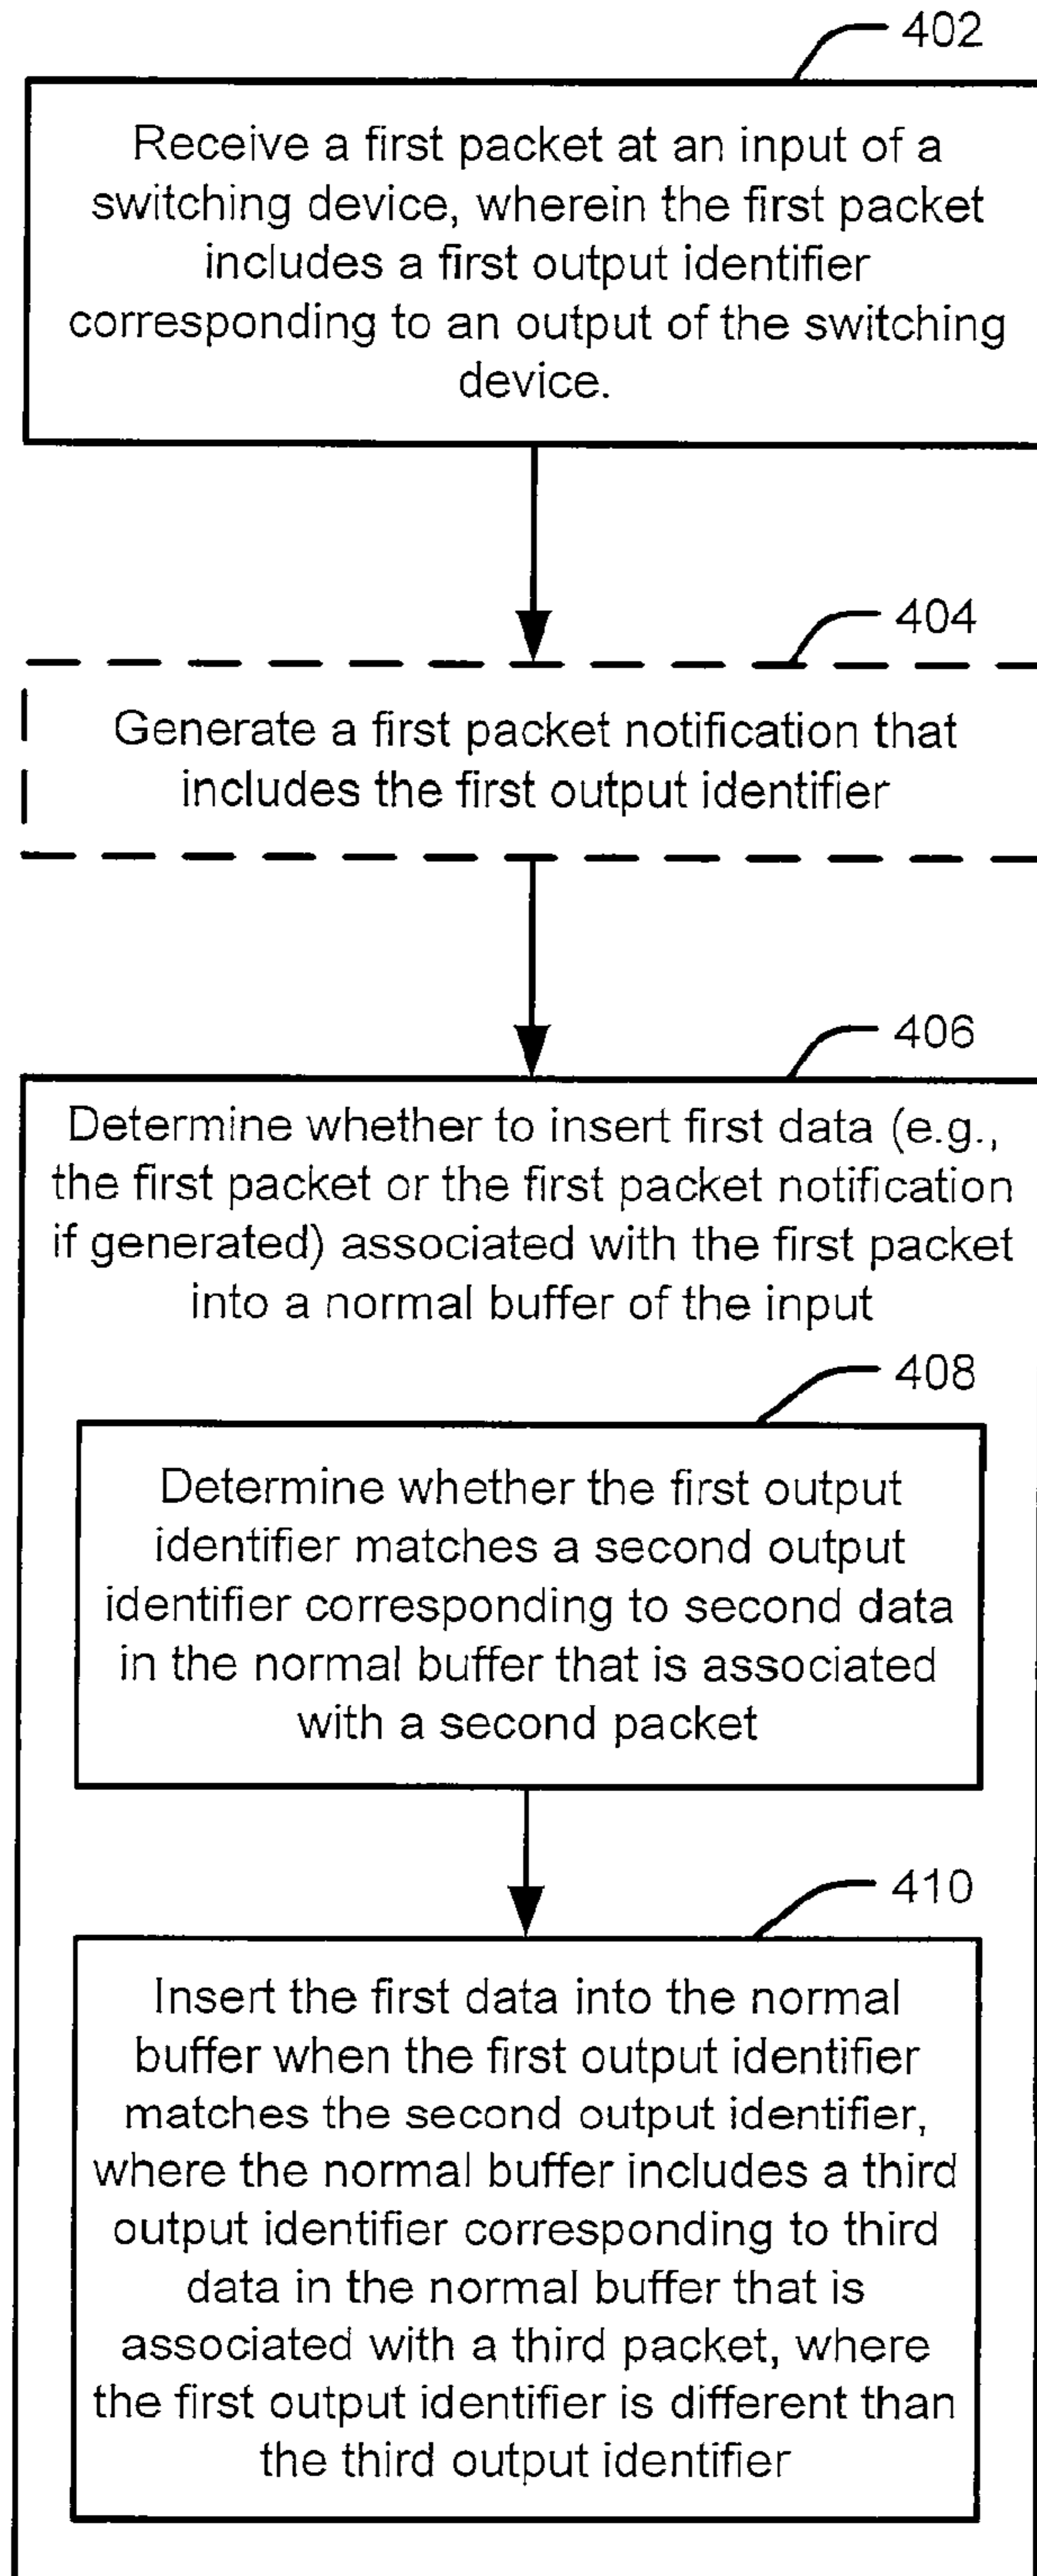 402
Receive a first packet at an input of a
switching device, wherein the first packet
includes a first output identifier
corresponding to an output of the switching
device.
404
Generate a first packet notification that
includes the first output identifier
406
Determine whether to insert first data (e.g.,
the first packet or the first packet notification
if generated) associated with the first packet
into a normal buffer of the input
408
Determine whether the first output
identifier matches a second output
identifier corresponding to second data
in the normal buffer that is associated
with a second packet
410
Insert the first data into the normal
buffer when the first output identifier
matches the second output identifier,
where the normal buffer includes a third
output identifier corresponding to third
data in the normal buffer that is
associated with a third packet, where
the first output identifier is different than
the third output identifier